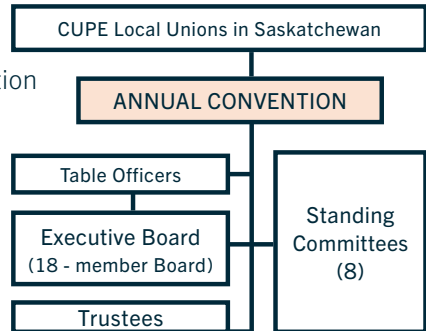 CUPE Local Unions in Saskatchewan
ANNUAL CONVENTION
Table Officers
Executive Board
(18 - member Board)
Standing
Committees
(8)
Trustees